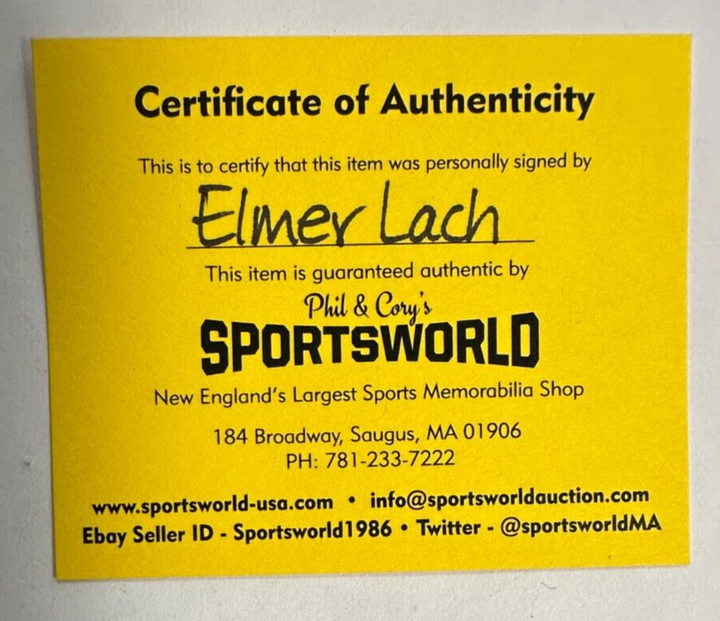 Certificate of Authenticity
This is to certify that this item was personally signed by
Elmer Lach
This item is guaranteed authentic by
Phil & Cory's
SPORTSWORLD
New England's Largest Sports Memorabilia Shop
184 Broadway, Saugus, MA 01906
PH: 781-233-7222
www.sportsworld-usa.com • info@sportsworldauction.com
Ebay Seller ID - Sportsworld1986 • Twitter - @sportsworldMA